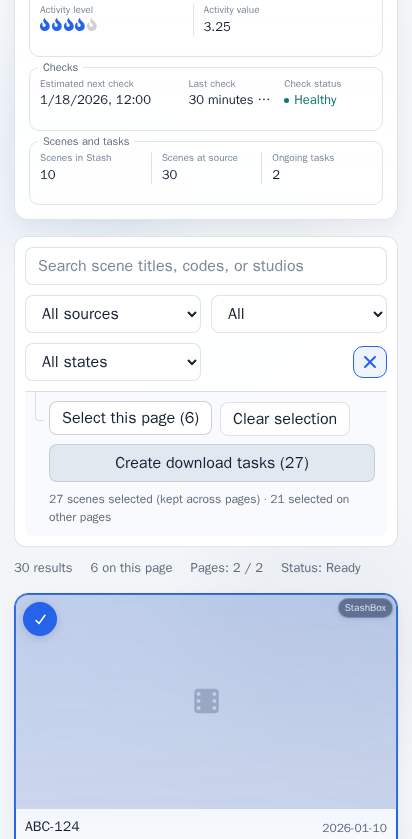 Activity level
Activity value
3.25
Checks
Estimated next check
Last check
Check status
1/18/2026, 12:00
30 minutes ···
Healthy
Scenes and tasks
Scenes in Stash
Scenes at source
Ongoing tasks
10
30
2
Search scene titles, codes, or studios
All sources
All
All states
Select this page (6)
Clear selection
Create download tasks (27)
27 scenes selected (kept across pages) · 21 selected on
other pages
30 results
6 on this page
Pages: 2 / 2
Status: Ready
StashBox
ABC-124
2026-01-10